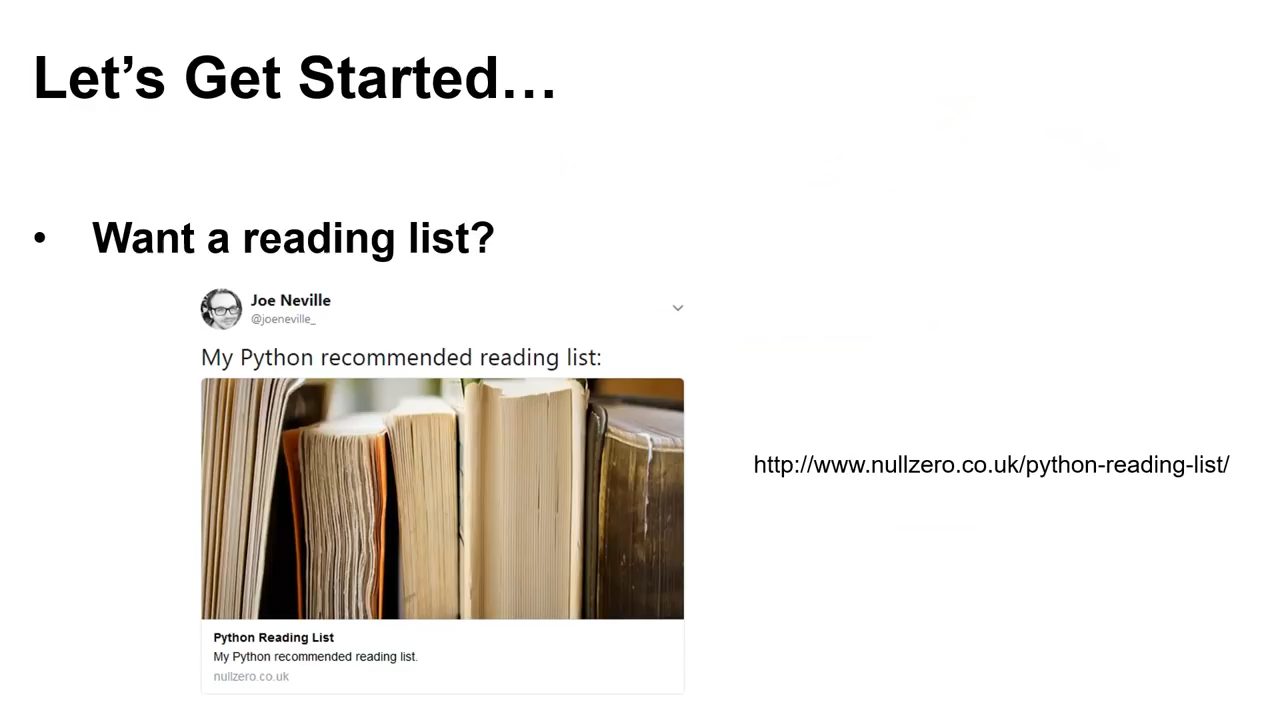 Let’s Get Started…
• Want a reading list?
Joe Neville
@joeneville_
My Python recommended reading list:
http://www.nullzero.co.uk/python-reading-list/
Python Reading List
My Python recommended reading list.
nullzero.co.uk